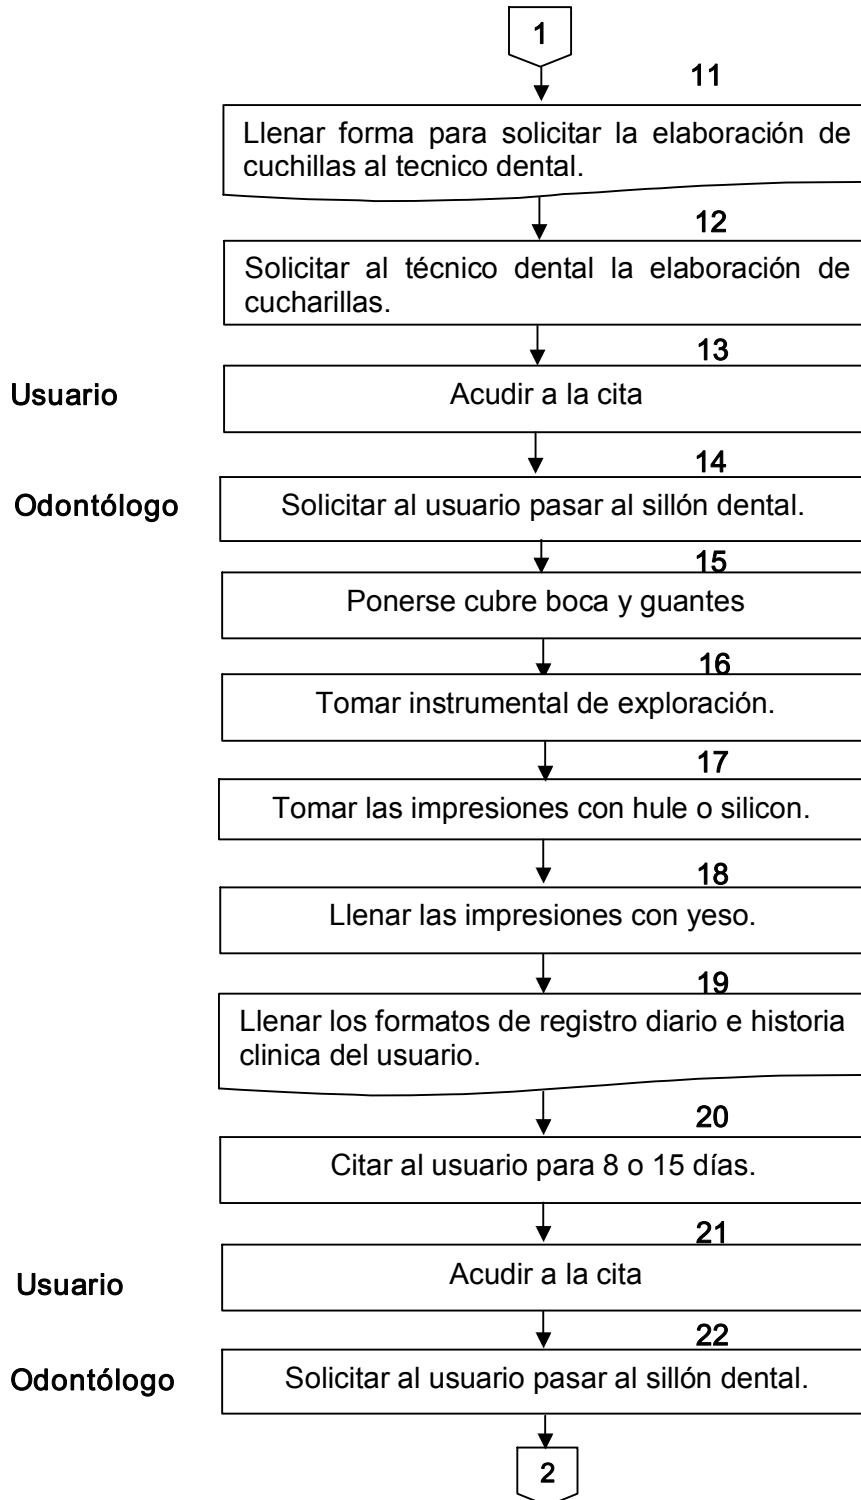 1
11
Llenar forma para solicitar la elaboración de
cuchillas al tecnico dental.
12
Solicitar al técnico dental la elaboración de
cucharillas.
13
Usuario
Acudir a la cita
14
Odontólogo
Solicitar al usuario pasar al sillón dental.
15
Ponerse cubre boca y guantes
16
Tomar instrumental de exploración.
17
Tomar las impresiones con hule o silicon.
18
Llenar las impresiones con yeso.
19
Llenar los formatos de registro diario e historia
clinica del usuario.
20
Citar al usuario para 8 o 15 días.
21
Usuario
Acudir a la cita
22
Odontólogo
Solicitar al usuario pasar al sillón dental.
2